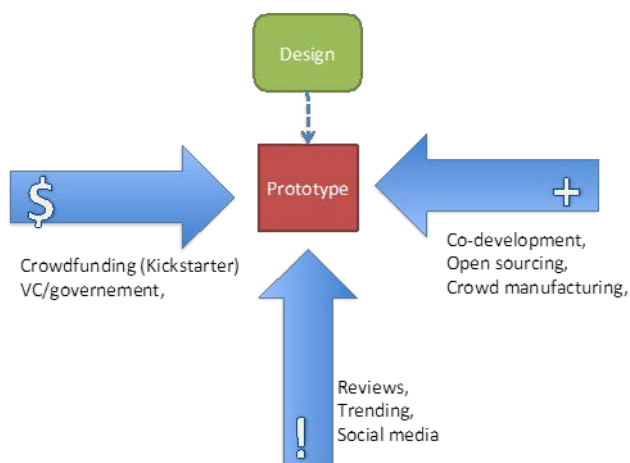 Design
Prototype
$
+
Crowdfunding (Kickstarter)
VC/governement,
Co-development,
Open sourcing,
Crowd manufacturing,
Reviews,
Trending,
Social media
!